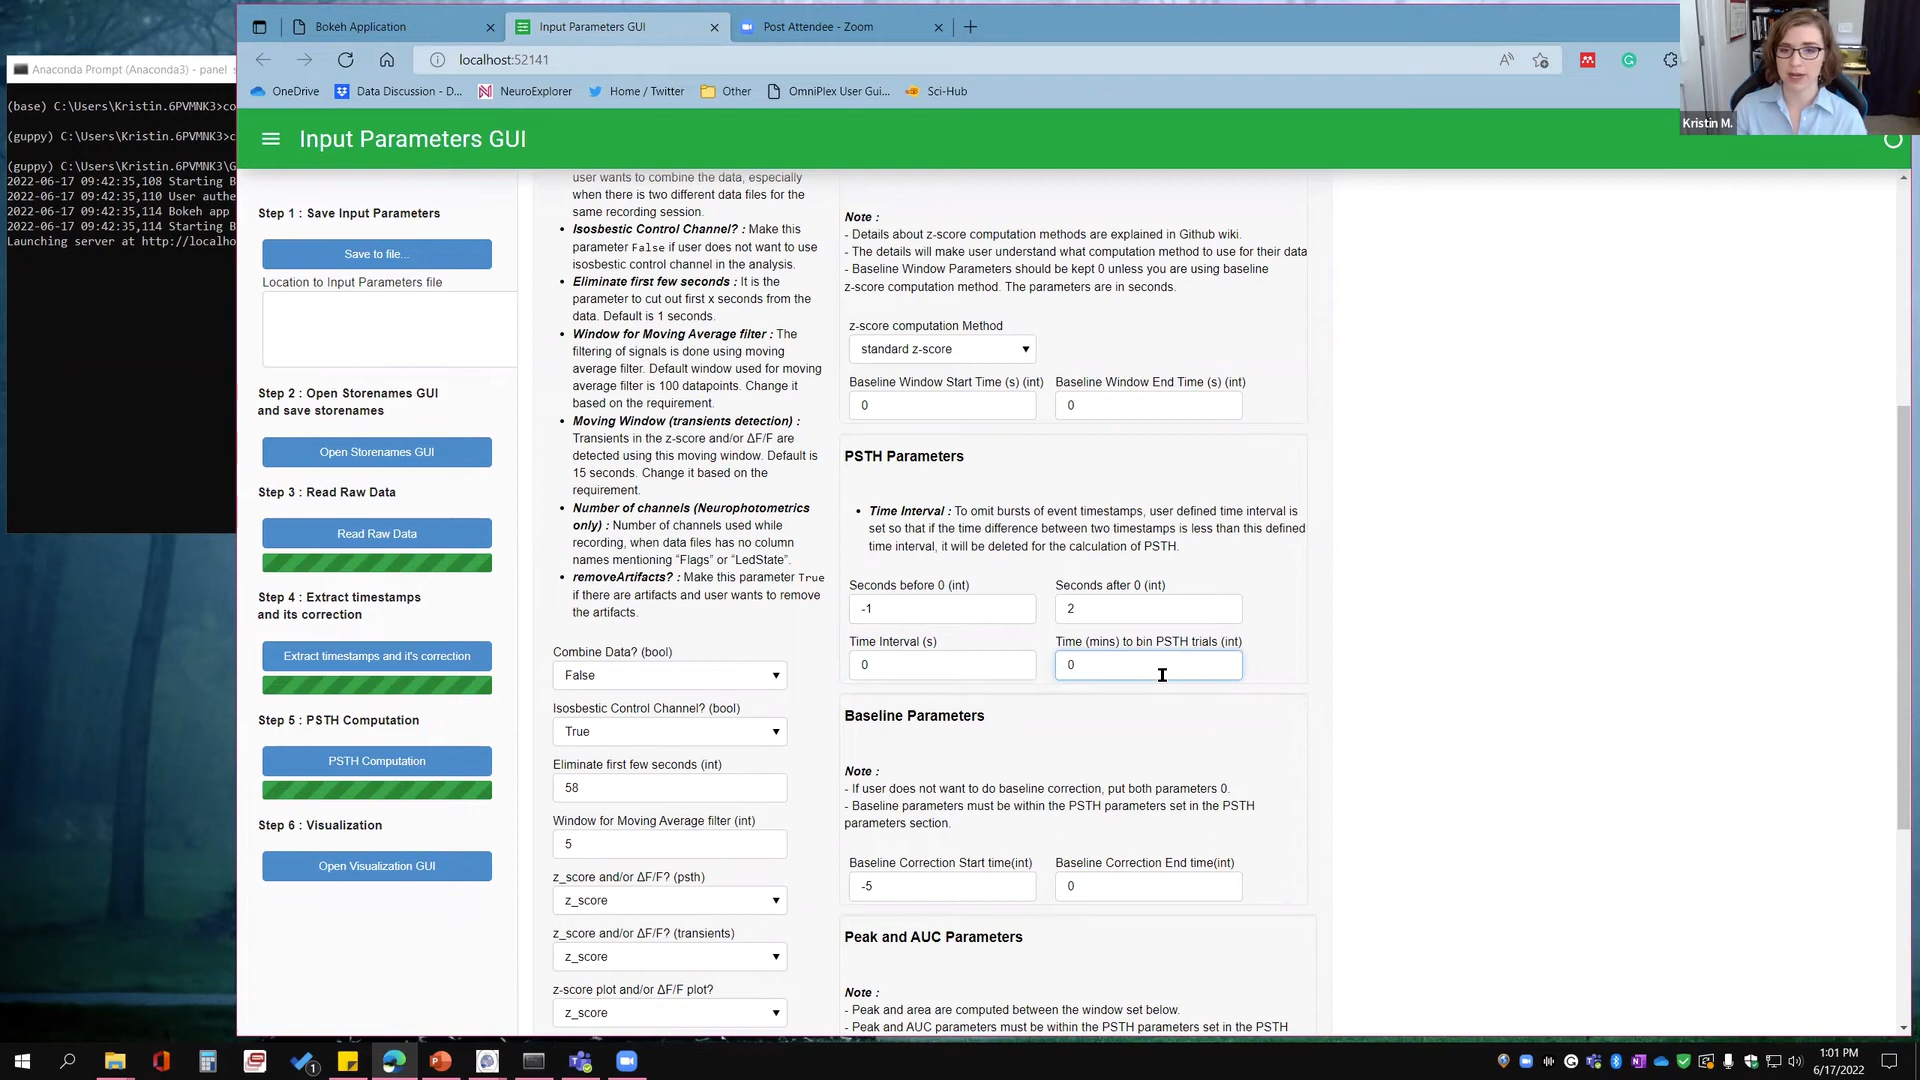 Bokeh Application
Input Parameters GUI
Post Attendee - Zoom
localhost:52141
OneDrive
Data Discussion - D...
NeuroExplorer
Home / Twitter
Other
OmniPlex User Gui...
Sci-Hub
Kristin M.
Anaconda Prompt (Anaconda3) - panel
(base) C:\Users\Kristin.6PVMNK3>co
(guppy) C:\Users\Kristin.6PVMNK3>c
(guppy) C:\Users\Kristin.6PVMNK3\G
2022-06-17 09:42:35,108 Starting B
2022-06-17 09:42:35,110 User authe
2022-06-17 09:42:35,114 Bokeh app
2022-06-17 09:42:35,114 Starting B
Launching server at http://localho
Input Parameters GUI
Step 1 : Save Input Parameters
Save to file...
Location to Input Parameters file
Step 2 : Open Storenames GUI
and save storenames
Open Storenames GUI
Step 3 : Read Raw Data
Read Raw Data
Step 4 : Extract timestamps
and its correction
Extract timestamps and it's correction
Step 5 : PSTH Computation
PSTH Computation
Step 6 : Visualization
Open Visualization GUI
user wants to combine the data, especially
when there is two different data files for the
same recording session.
• Isosbestic Control Channel? : Make this
parameter False if user does not want to use
isosbestic control channel in the analysis.
• Eliminate first few seconds : It is the
parameter to cut out first x seconds from the
data. Default is 1 seconds.
• Window for Moving Average filter : The
filtering of signals is done using moving
average filter. Default window used for moving
average filter is 100 datapoints. Change it
based on the requirement.
• Moving Window (transients detection) :
Transients in the z-score and/or ΔF/F are
detected using this moving window. Default is
15 seconds. Change it based on the
requirement.
• Number of channels (Neurophotometrics
only) : Number of channels used while
recording, when data files has no column
names mentioning “Flags” or “LedState”.
• removeArtifacts? : Make this parameter True
if there are artifacts and user wants to remove
the artifacts.
Combine Data? (bool)
False
Isosbestic Control Channel? (bool)
True
Eliminate first few seconds (int)
58
Window for Moving Average filter (int)
5
z_score and/or ΔF/F? (psth)
z_score
z_score and/or ΔF/F? (transients)
z_score
z-score plot and/or ΔF/F plot?
z_score
Note :
- Details about z-score computation methods are explained in Github wiki.
- The details will make user understand what computation method to use for their data
- Baseline Window Parameters should be kept 0 unless you are using baseline
z-score computation method. The parameters are in seconds.
z-score computation Method
standard z-score
Baseline Window Start Time (s) (int) Baseline Window End Time (s) (int)
0 0
PSTH Parameters
• Time Interval : To omit bursts of event timestamps, user defined time interval is
set so that if the time difference between two timestamps is less than this defined
time interval, it will be deleted for the calculation of PSTH.
Seconds before 0 (int) Seconds after 0 (int)
-1 2
Time Interval (s) Time (mins) to bin PSTH trials (int)
0 0
Baseline Parameters
Note :
- If user does not want to do baseline correction, put both parameters 0.
- Baseline parameters must be within the PSTH parameters set in the PSTH
parameters section.
Baseline Correction Start time(int) Baseline Correction End time(int)
-5 0
Peak and AUC Parameters
Note :
- Peak and area are computed between the window set below.
- Peak and AUC parameters must be within the PSTH parameters set in the PSTH
1:01 PM
6/17/2022